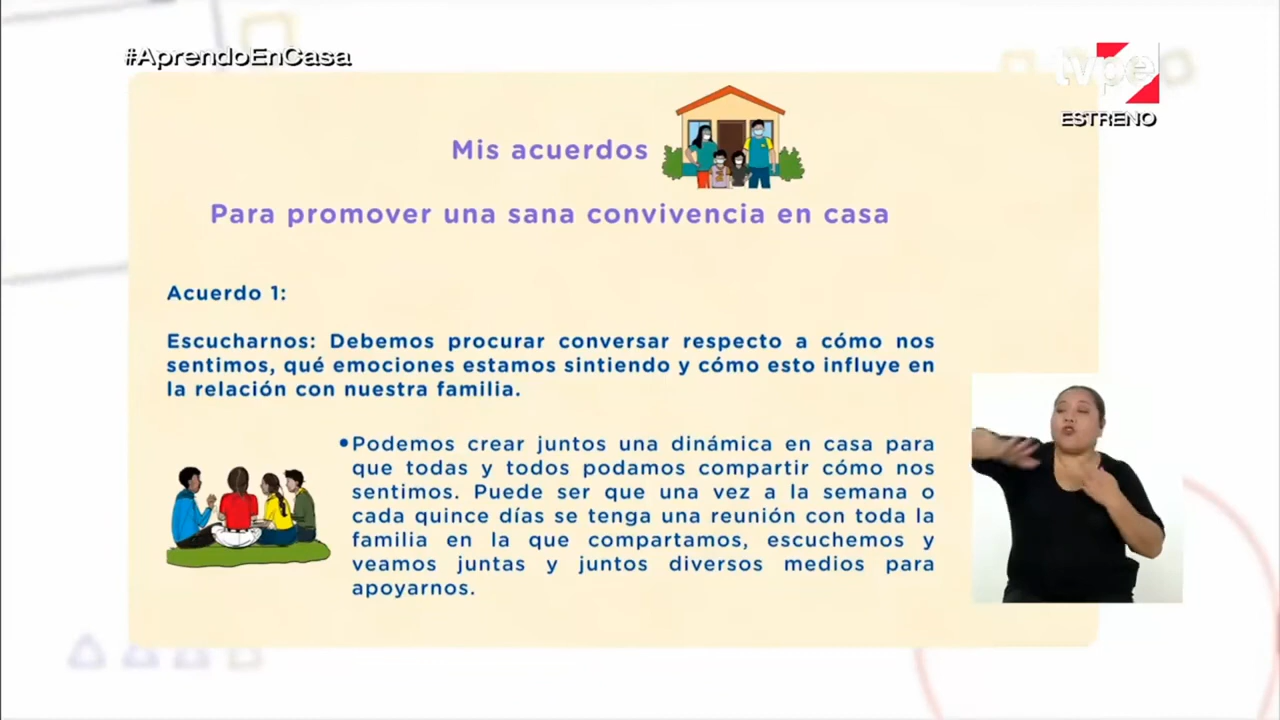 #AprendoEnCasa
tvpe
ESTRENO
Mis acuerdos
Para promover una sana convivencia en casa
Acuerdo 1:
Escucharnos: Debemos procurar conversar respecto a cómo nos
sentimos, qué emociones estamos sintiendo y cómo esto influye en
la relación con nuestra familia.
•Podemos crear juntos una dinámica en casa para
que todas y todos podamos compartir cómo nos
sentimos. Puede ser que una vez a la semana o
cada quince días se tenga una reunión con toda la
familia en la que compartamos, escuchemos y
veamos juntas y juntos diversos medios para
apoyarnos.